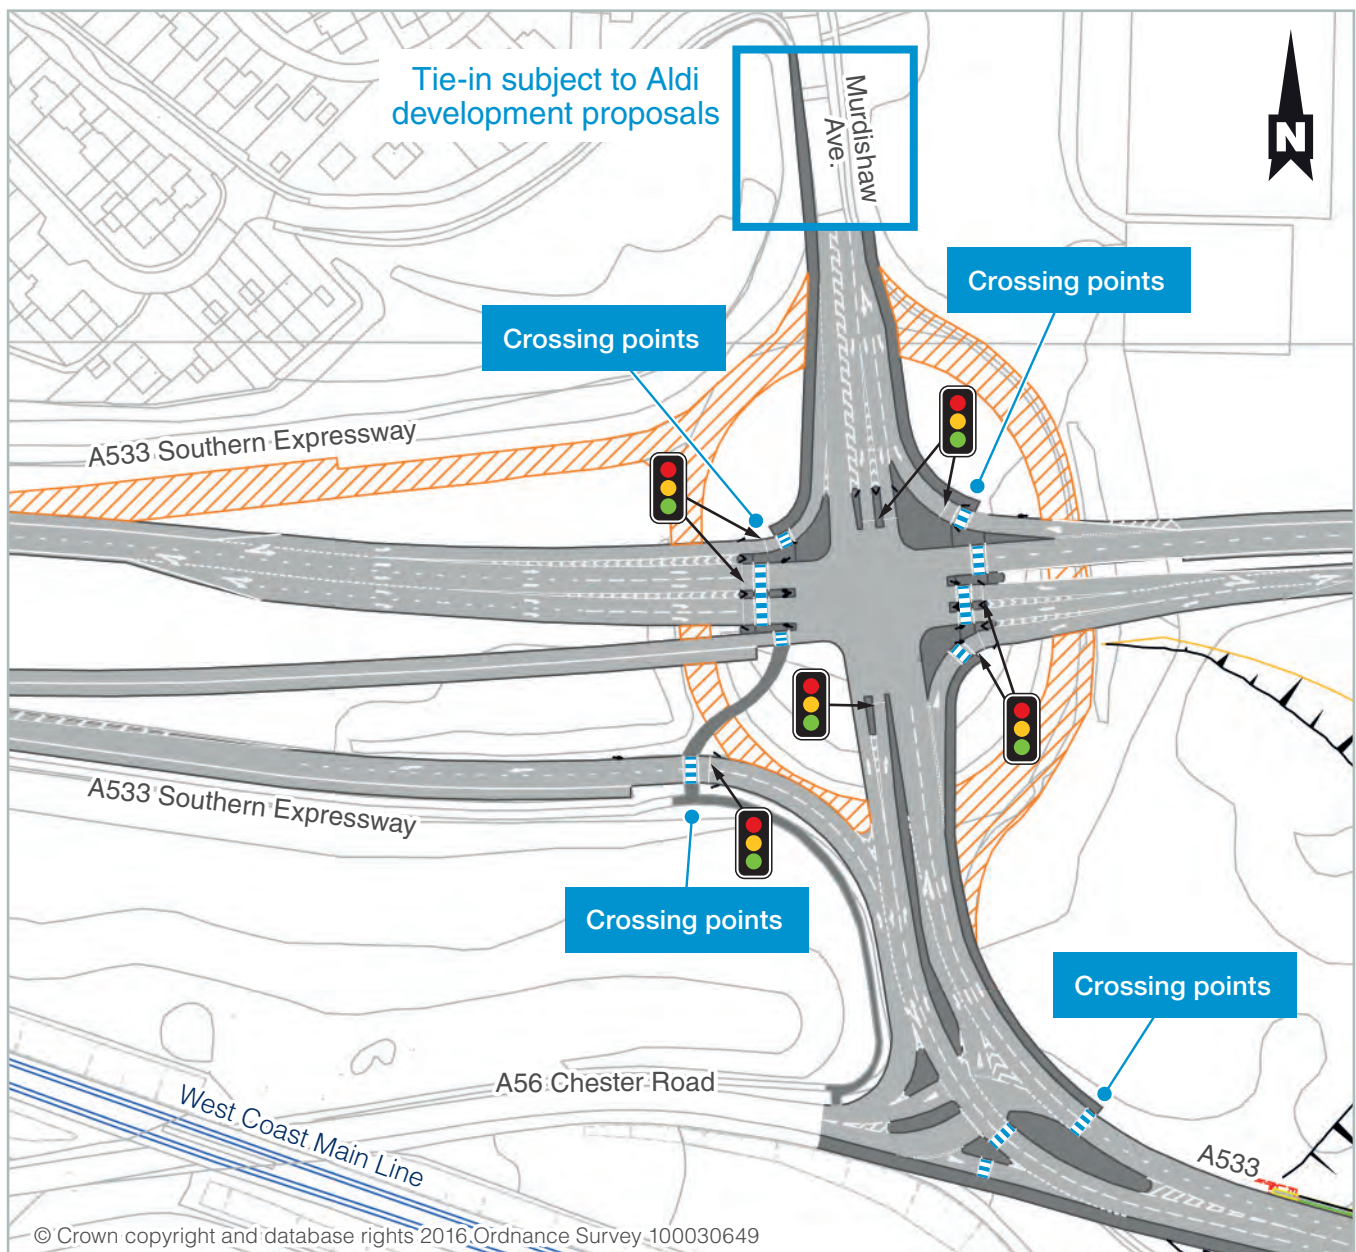 Tie-in subject to Aldi
development proposals
Murdishaw
Ave.
N
Crossing points
Crossing points
A533 Southern Expressway
A533 Southern Expressway
Crossing points
Crossing points
A56 Chester Road
West Coast Main Line
A533
© Crown copyright and database rights 2016 Ordnance Survey 100030649